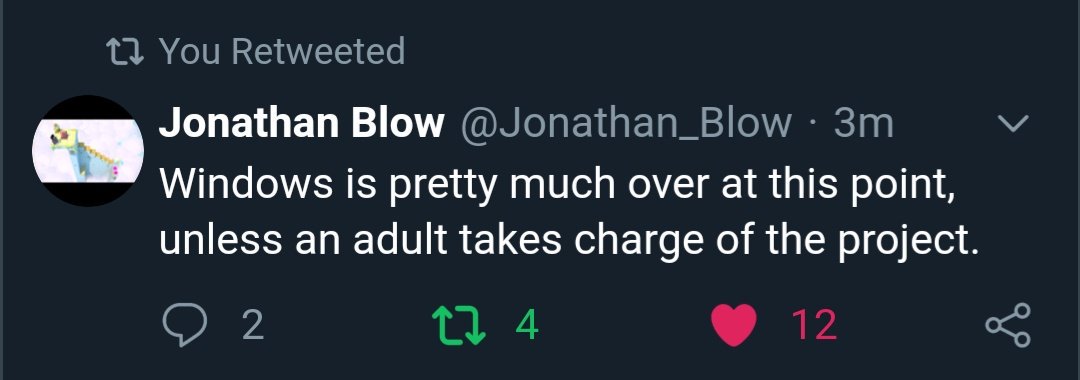 You Retweeted
Jonathan Blow @Jonathan_Blow · 3m
Windows is pretty much over at this point,
unless an adult takes charge of the project.
2 4 12